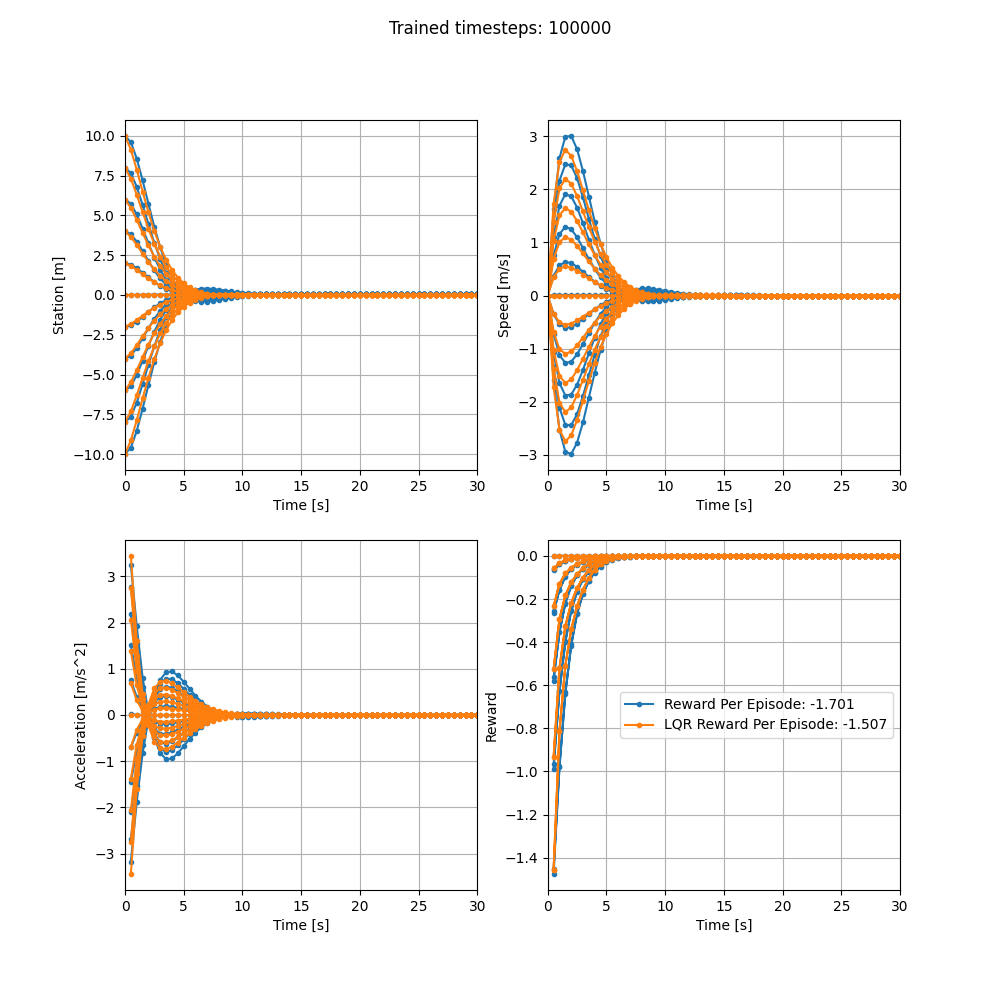 Trained timesteps: 100000
10.0
7.5
5.0
2.5
0.0
−2.5
−5.0
−7.5
−10.0
Station [m]
0 5 10 15 20 25 30
Time [s]
3
2
1
0
−1
−2
−3
Speed [m/s]
0 5 10 15 20 25 30
Time [s]
3
2
1
0
−1
−2
−3
Acceleration [m/s^2]
0 5 10 15 20 25 30
Time [s]
0.0
−0.2
−0.4
−0.6
−0.8
−1.0
−1.2
−1.4
Reward
Reward Per Episode: -1.701
LQR Reward Per Episode: -1.507
0 5 10 15 20 25 30
Time [s]